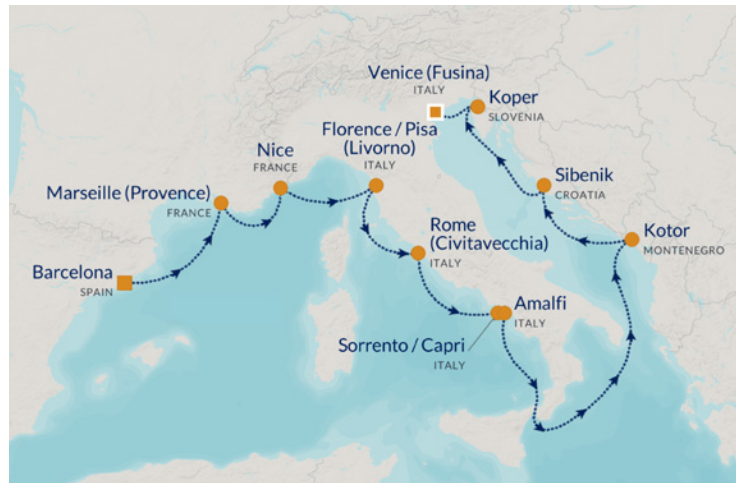 Venice (Fusina)
ITALY
Koper
SLOVENIA
Florence / Pisa
(Livorno)
ITALY
Nice
FRANCE
Marseille (Provence)
FRANCE
Sibenik
CROATIA
Kotor
MONTENEGRO
Rome
(Civitavecchia)
ITALY
Barcelona
SPAIN
Amalfi
ITALY
Sorrento / Capri
ITALY